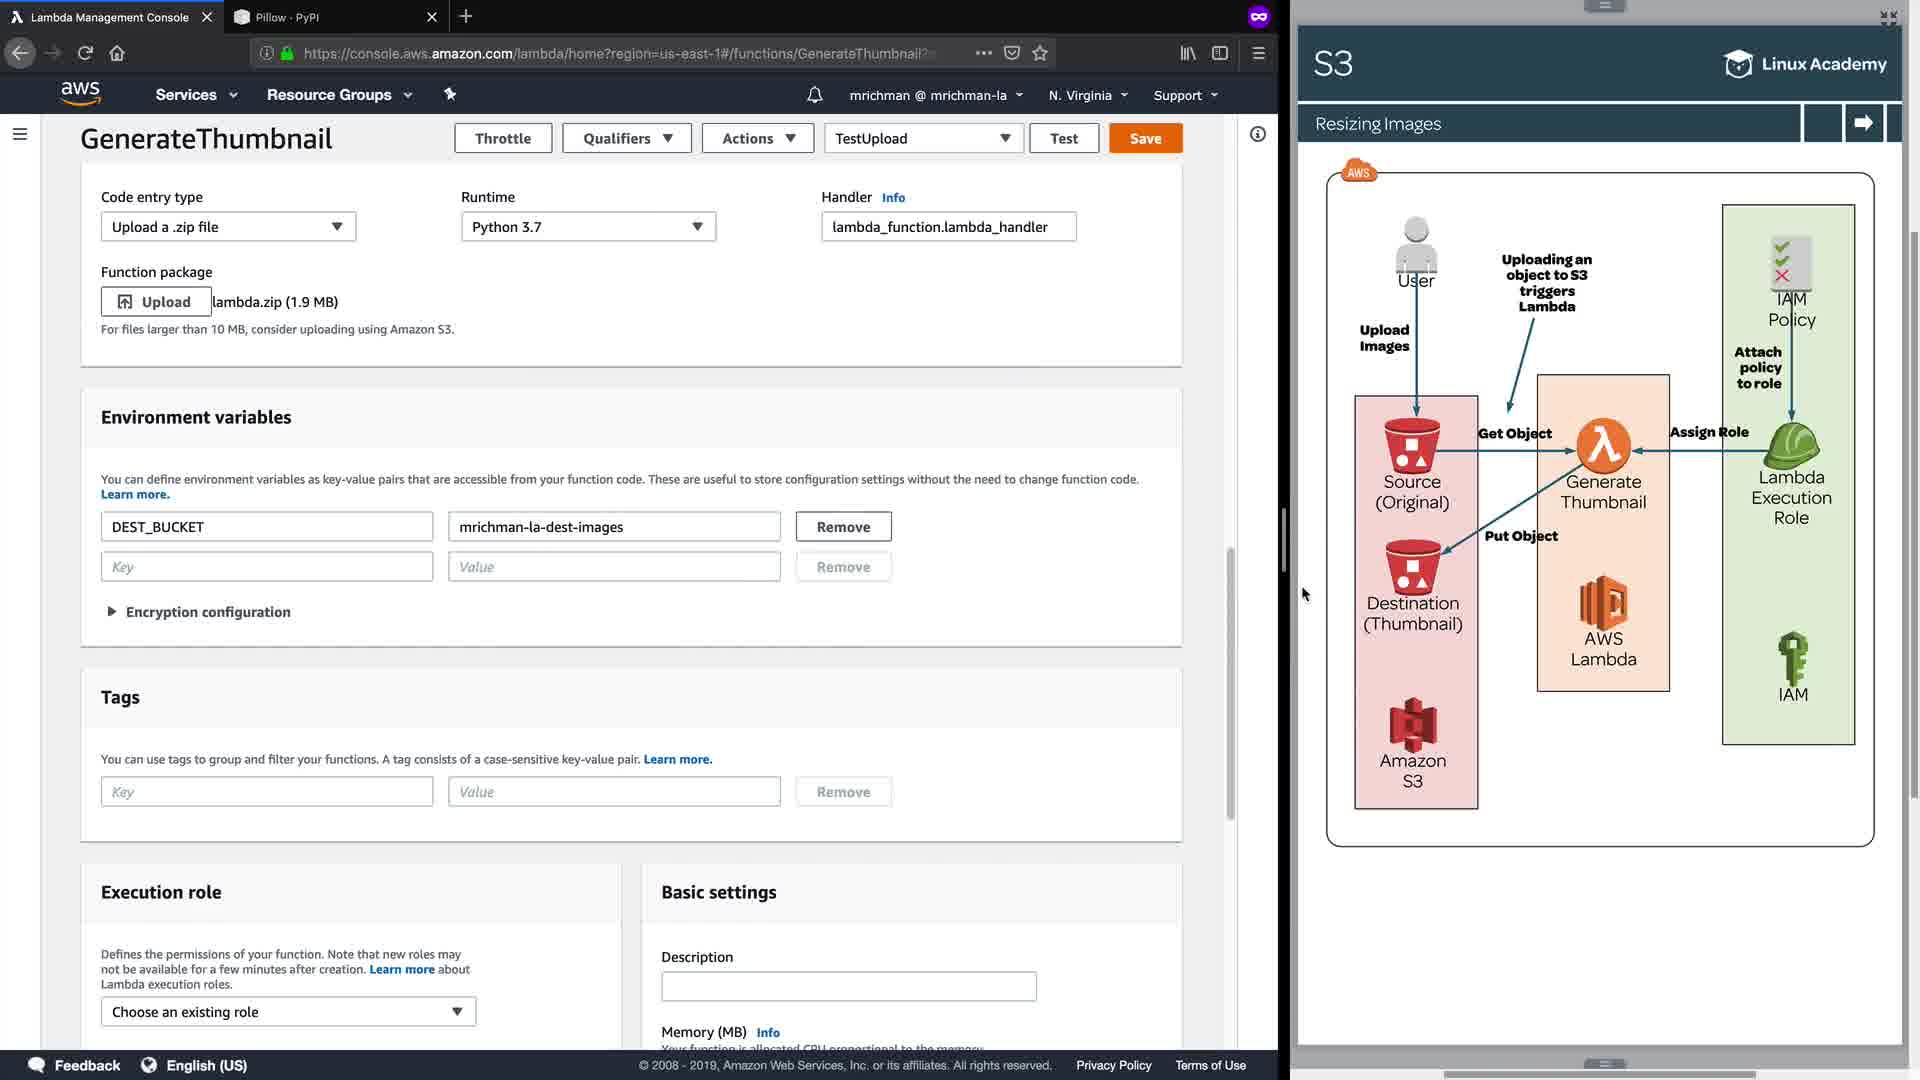 Lambda Management Console
Pillow · PyPI
https://console.aws.amazon.com/lambda/home?region=us-east-1#/functions/GenerateThumbnail?
aws
Services
Resource Groups
mrichman @ mrichman-la
N. Virginia
Support
GenerateThumbnail
Throttle
Qualifiers
Actions
TestUpload
Test
Save
Code entry type
Runtime
Handler Info
Upload a .zip file
Python 3.7
lambda_function.lambda_handler
Function package
Upload
lambda.zip (1.9 MB)
For files larger than 10 MB, consider uploading using Amazon S3.
Environment variables
You can define environment variables as key-value pairs that are accessible from your function code. These are useful to store configuration settings without the need to change function code.
Learn more.
DEST_BUCKET
mrichman-la-dest-images
Remove
Key
Value
Remove
Encryption configuration
Tags
You can use tags to group and filter your functions. A tag consists of a case-sensitive key-value pair. Learn more.
Key
Value
Remove
Execution role
Defines the permissions of your function. Note that new roles may
not be available for a few minutes after creation. Learn more about
Lambda execution roles.
Choose an existing role
Basic settings
Description
Memory (MB) Info
Your function is allocated CPU proportional to the memory
Feedback
English (US)
© 2008 - 2019, Amazon Web Services, Inc. or its affiliates. All rights reserved.
Privacy Policy
Terms of Use
S3
Linux Academy
Resizing Images
AWS
User
Uploading an
object to S3
triggers
Lambda
IAM
Policy
Upload
Images
Attach
policy
to role
Get Object
Assign Role
Source
(Original)
Generate
Thumbnail
Lambda
Execution
Role
Put Object
Destination
(Thumbnail)
AWS
Lambda
IAM
Amazon
S3